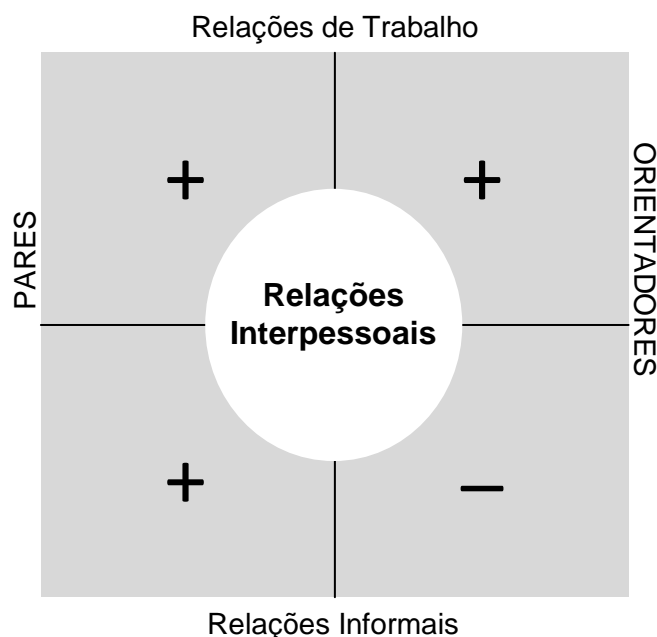 Relações de Trabalho
+
+
PARES
ORIENTADORES
Relações
Interpessoais
+
–
Relações Informais